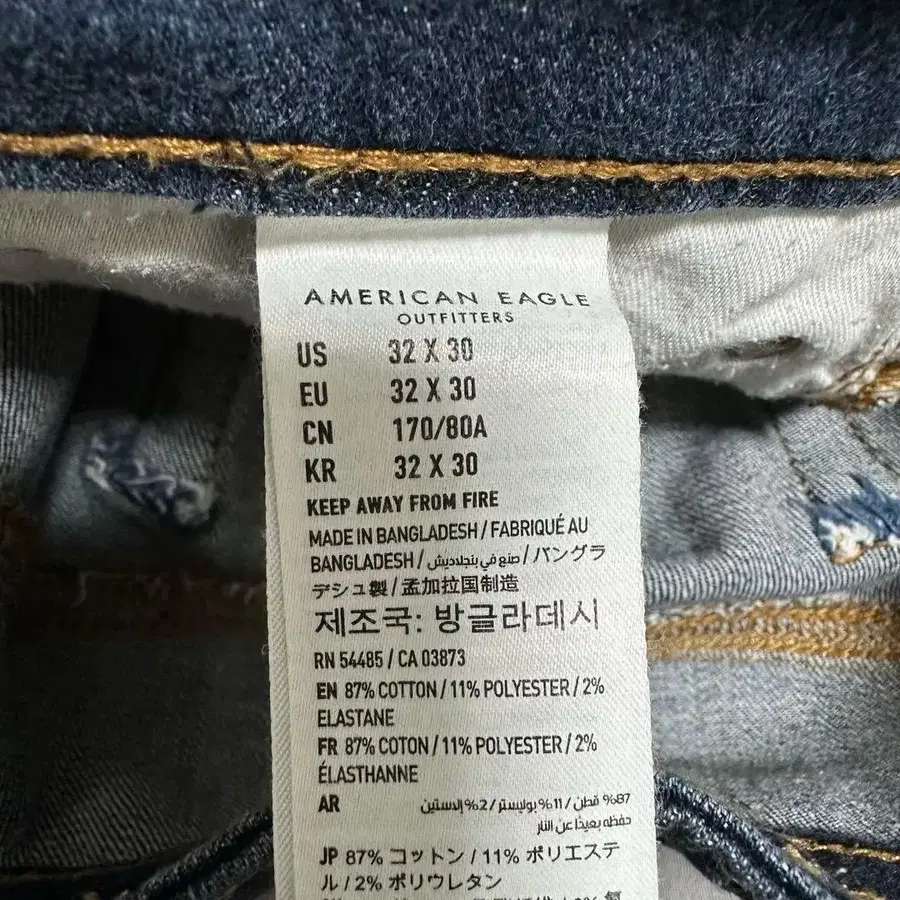 AMERICAN EAGLE
OUTFITTERS
US 32 X 30
EU 32 X 30
CN 170/80A
KR 32 X 30
KEEP AWAY FROM FIRE
MADE IN BANGLADESH / FABRIQUÉ AU
BANGLADESH / صنع في بنجلاديش / バングラ
デシュ製 / 孟加拉国制造
제조국: 방글라데시
RN 54485 / CA 03873
EN 87% COTTON / 11% POLYESTER / 2%
ELASTANE
FR 87% COTON / 11% POLYESTER / 2%
ÉLASTHANNE
AR 87% قطن / 11% بوليستر / 2% إلاستين
حفظه بعيدًا عن النار
JP 87% コットン / 11% ポリエステ
ル / 2% ポリウレタン